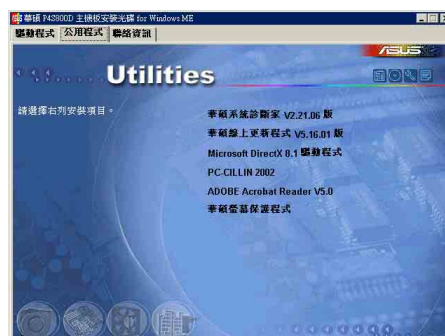 華碩 P4S800D 主機板安裝光碟 for Windows ME
驅動程式 公用程式 聯絡資訊
ASUS
Utilities
請選擇右列安裝項目。
華碩系統診斷家 V2.21.06 版
華碩線上更新程式 V5.16.01 版
Microsoft DirectX 8.1 驅動程式
PC-CILLIN 2002
ADOBE Acrobat Reader V5.0
華碩螢幕保護程式